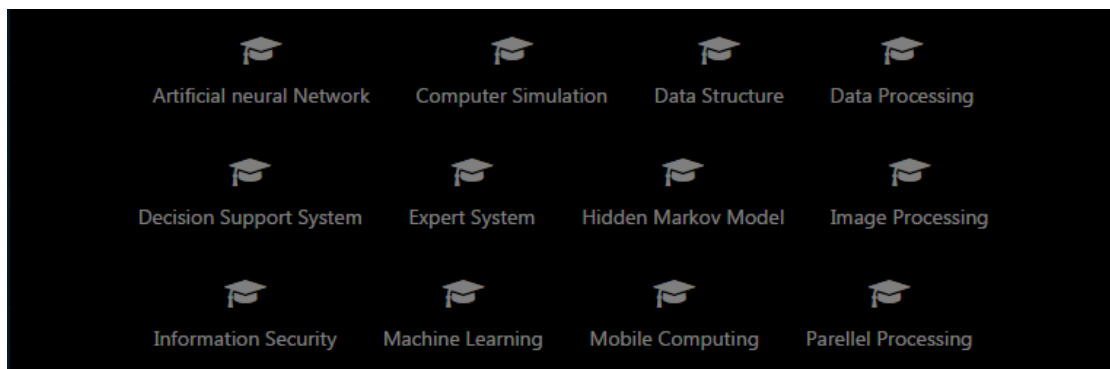 Artificial neural Network Computer Simulation Data Structure Data Processing
Decision Support System Expert System Hidden Markov Model Image Processing
Information Security Machine Learning Mobile Computing Parellel Processing